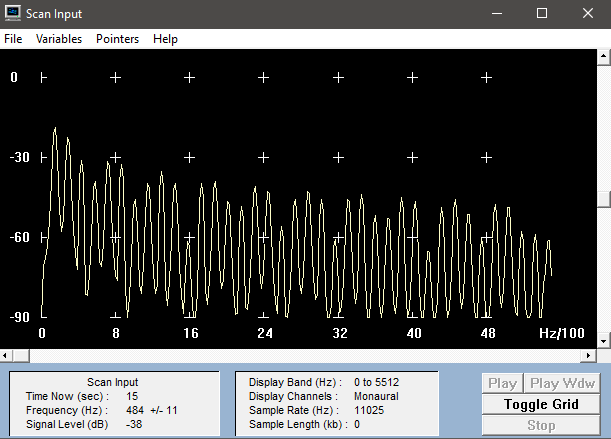 Scan Input
File Variables Pointers Help
0
-30
-60
-90
0 8 16 24 32 40 48 Hz/100
Scan Input
Time Now (sec) : 15
Frequency (Hz) : 484 +/- 11
Signal Level (dB) -38
Display Band (Hz) : 0 to 5512
Display Channels : Monaural
Sample Rate (Hz) : 11025
Sample Length (kb) : 0
Play Play Wdw
Toggle Grid
Stop